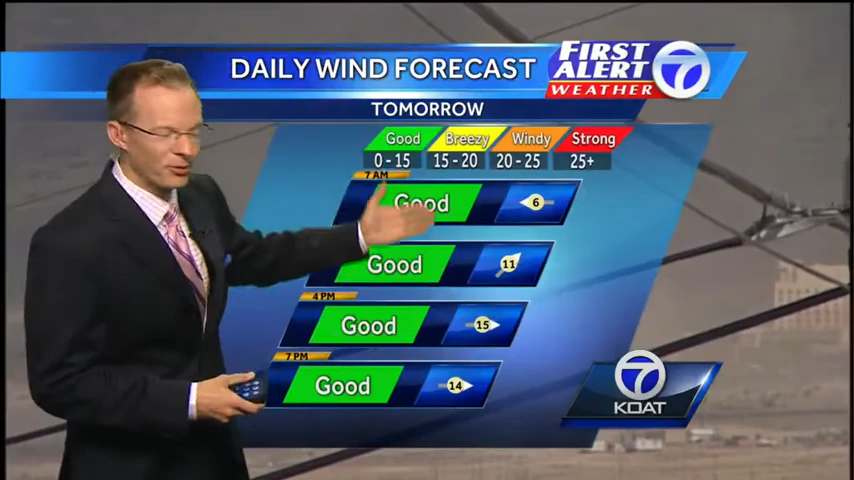 DAILY WIND FORECAST
FIRST
ALERT
WEATHER
7
TOMORROW
Good Breezy Windy Strong
0 - 15 15 - 20 20 - 25 25+
7 AM
Good 6
Good 11
4 PM
Good 15
7 PM
Good 14
7
KOAT